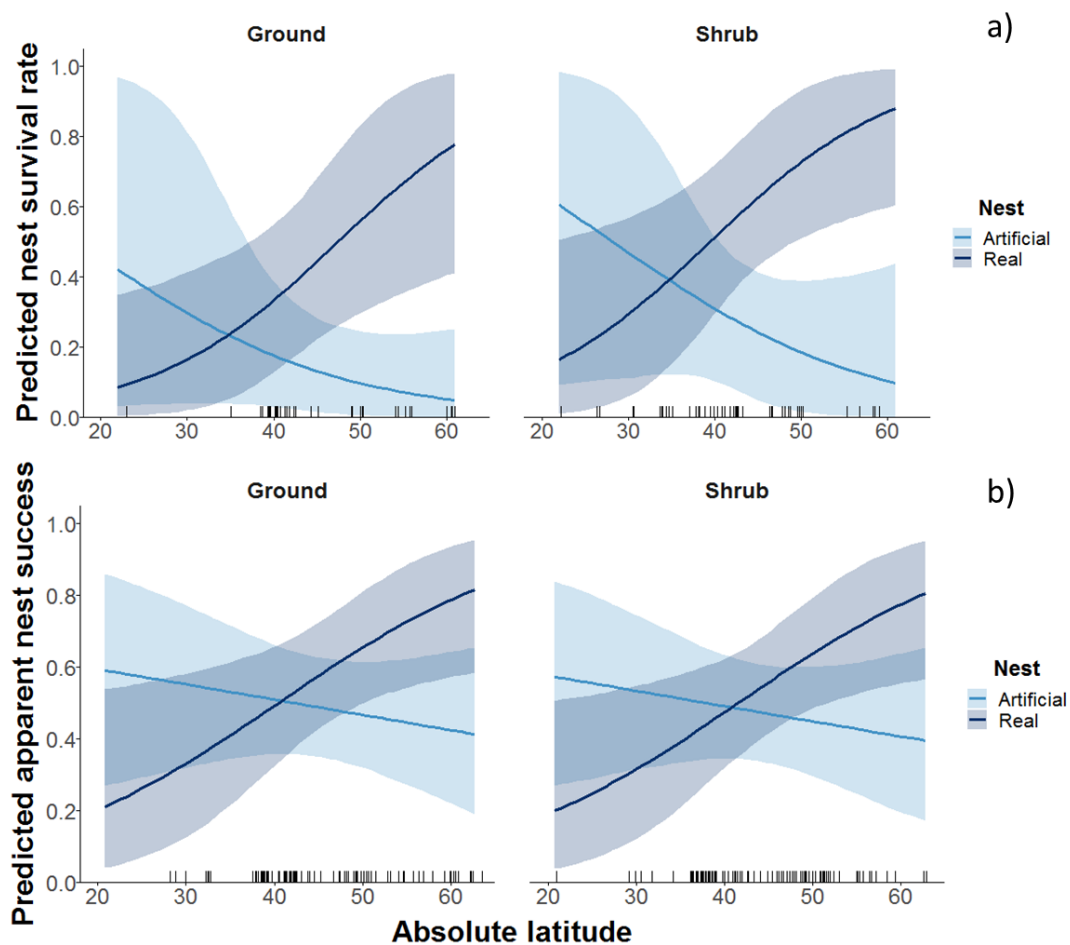 a)
Ground
Shrub
Predicted nest survival rate
1.0
0.8
0.6
0.4
0.2
0.0
20 30 40 50 60
20 30 40 50 60
Nest
Artificial
Real
b)
Ground
Shrub
Predicted apparent nest success
1.0
0.8
0.6
0.4
0.2
0.0
20 30 40 50 60
20 30 40 50 60
Nest
Artificial
Real
Absolute latitude